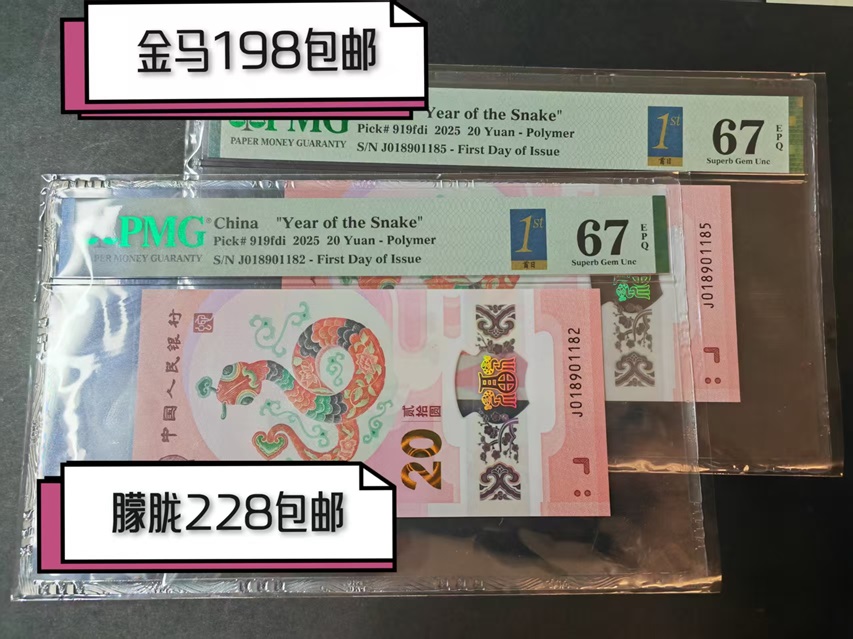 金马198包邮
PMG
"Year of the Snake"
Pick# 919fdi 2025 20 Yuan - Polymer
PAPER MONEY GUARANTY
S/N J018901185 - First Day of Issue
1st
首日
67
EPQ
Superb Gem Unc
PMG
China "Year of the Snake"
Pick# 919fdi 2025 20 Yuan - Polymer
PER MONEY GUARANTY
S/N J018901182 - First Day of Issue
1st
首日
67
EPQ
Superb Gem Unc
J018901185
中國人民银行
贰拾圓
20
J018901182
朦胧228包邮